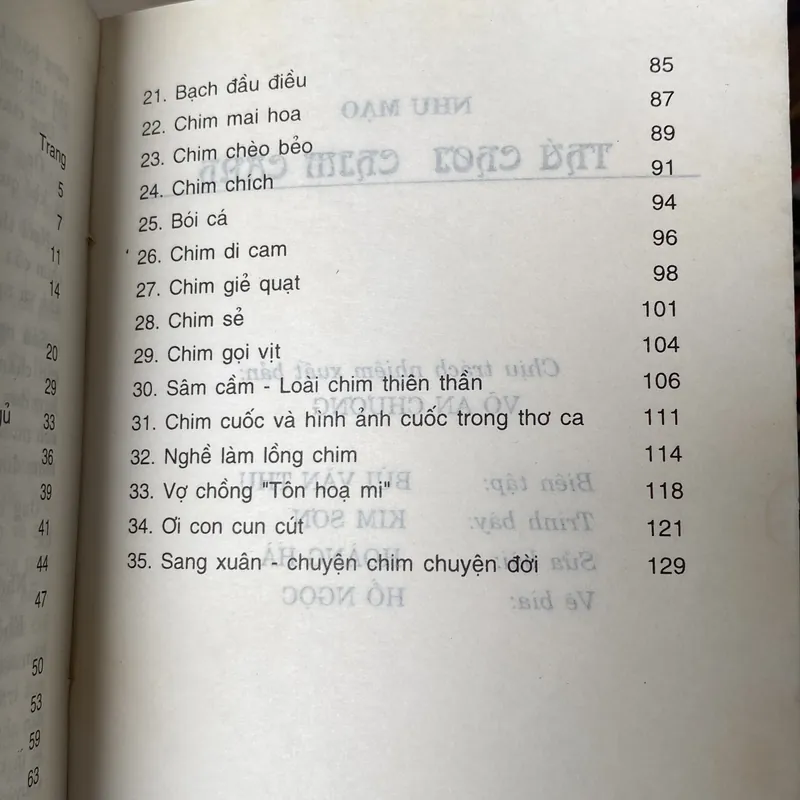 Trang
5
7
11
14
20
29
33
36
39
41
44
47
50
53
59
63
21. Bạch đầu điều 85
22. Chim mai hoa 87
23. Chim chèo bẻo 89
24. Chim chích 91
25. Bói cá 94
26. Chim di cam 96
27. Chim giẻ quạt 98
28. Chim sẻ 101
29. Chim gọi vịt 104
30. Sâm cầm - Loài chim thiên thần 106
31. Chim cuốc và hình ảnh cuốc trong thơ ca 111
32. Nghề làm lồng chim 114
33. Vợ chồng "Tôn hoạ mi" 118
34. Ơi con cun cút 121
35. Sang xuân - chuyện chim chuyện đời 129